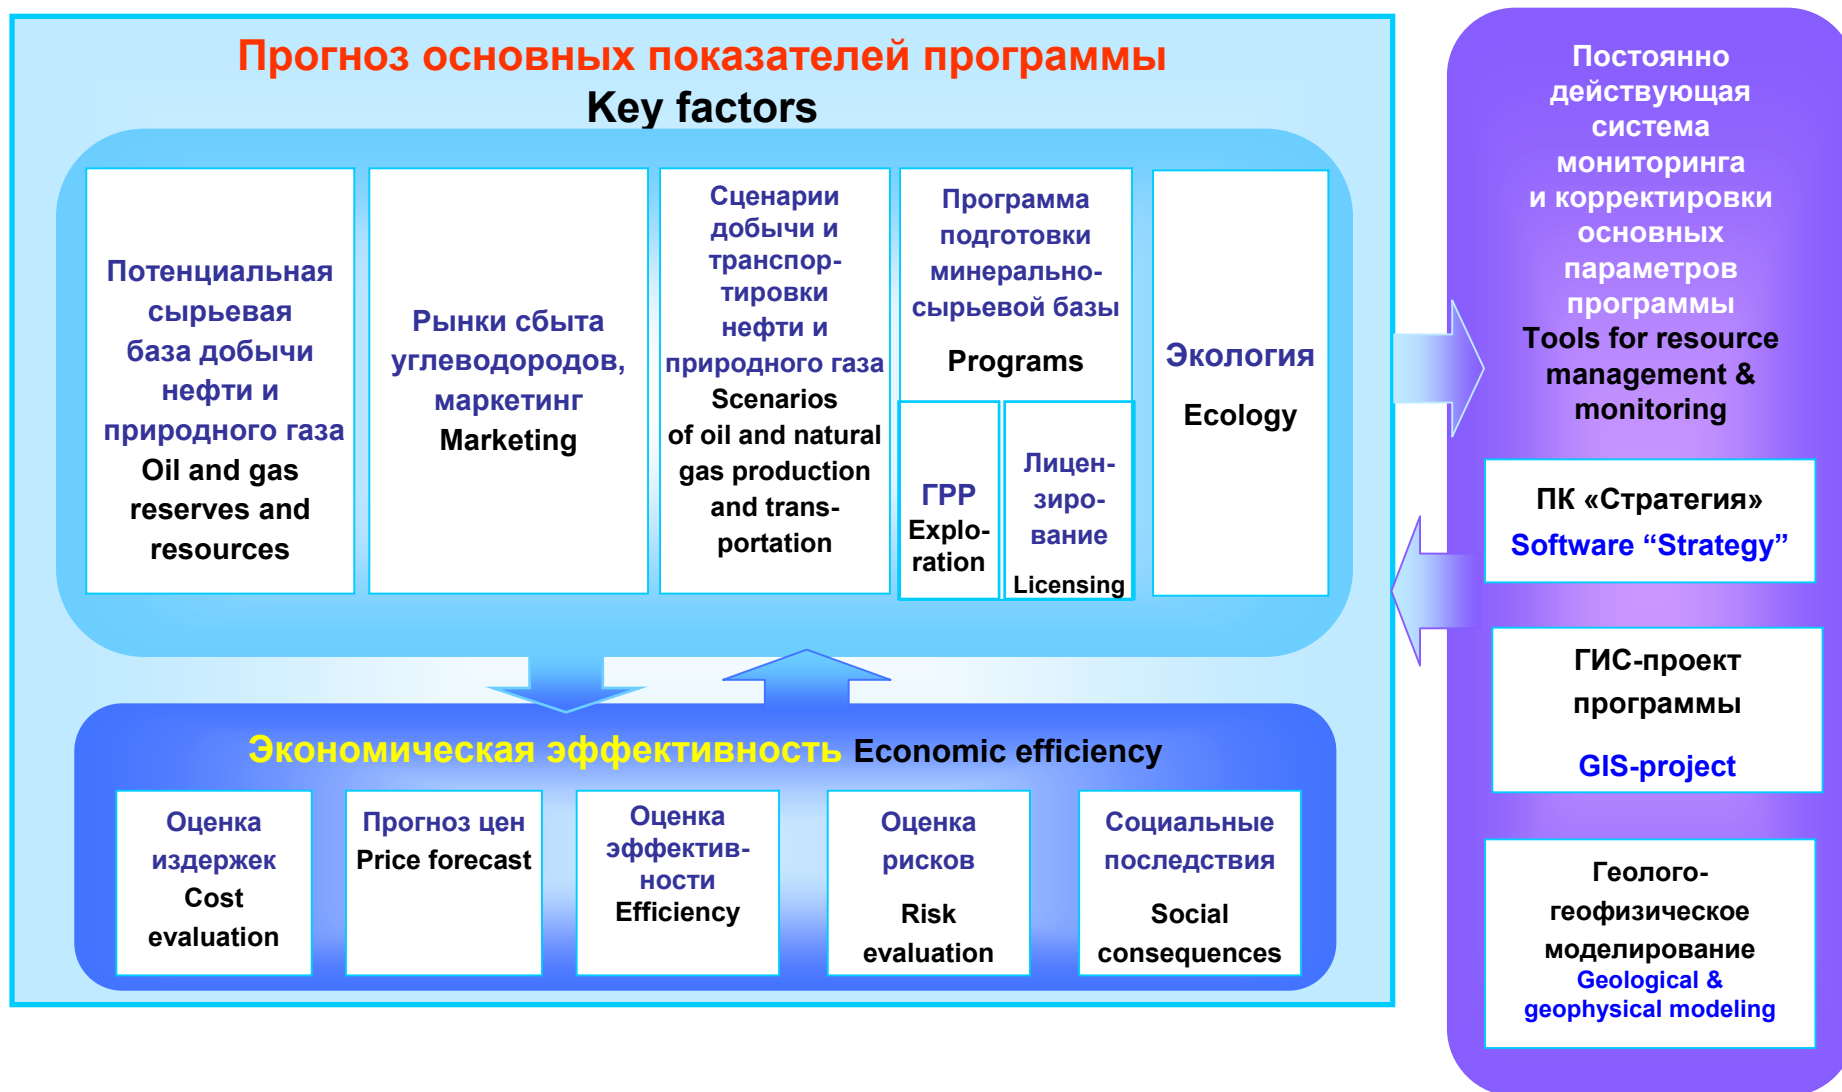 Прогноз основных показателей программы
Key factors
Потенциальная
сырьевая
база добычи
нефти и
природного газа
Oil and gas
reserves and
resources
Рынки сбыта
углеводородов,
маркетинг
Marketing
Сценарии
добычи и
транспор-
тировки
нефти и
природного газа
Scenarios
of oil and natural
gas production
and trans-
portation
Программа
подготовки
минерально-
сырьевой базы
Programs
ГРР
Explo-
ration
Лицен-
зиро-
вание
Licensing
Экология
Ecology
Экономическая эффективность Economic efficiency
Оценка
издержек
Cost
evaluation
Прогноз цен
Price forecast
Оценка
эффектив-
ности
Efficiency
Оценка
рисков
Risk
evaluation
Социальные
последствия
Social
consequences
Постоянно
действующая
система
мониторинга
и корректировки
основных
параметров
программы
Tools for resource
management &
monitoring
ПК «Стратегия»
Software “Strategy”
ГИС-проект
программы
GIS-project
Геолого-
геофизическое
моделирование
Geological &
geophysical modeling